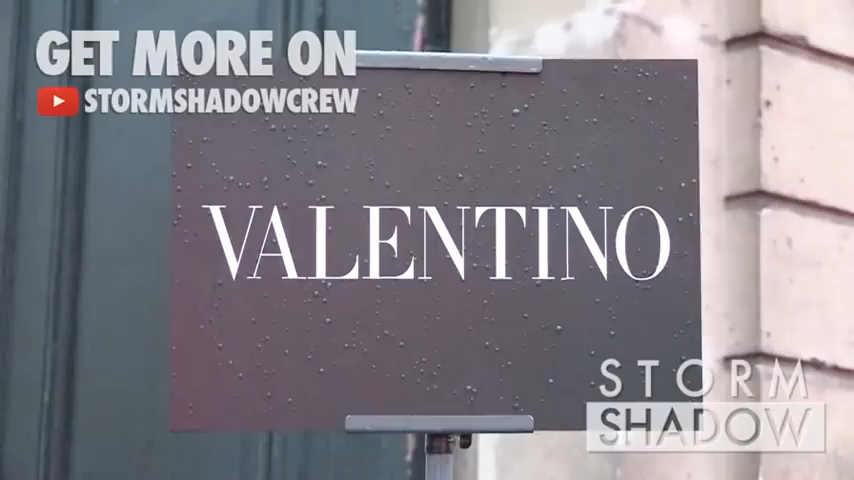 GET MORE ON
STORMSHADOWCREW
VALENTINO
STORM
SHADOW